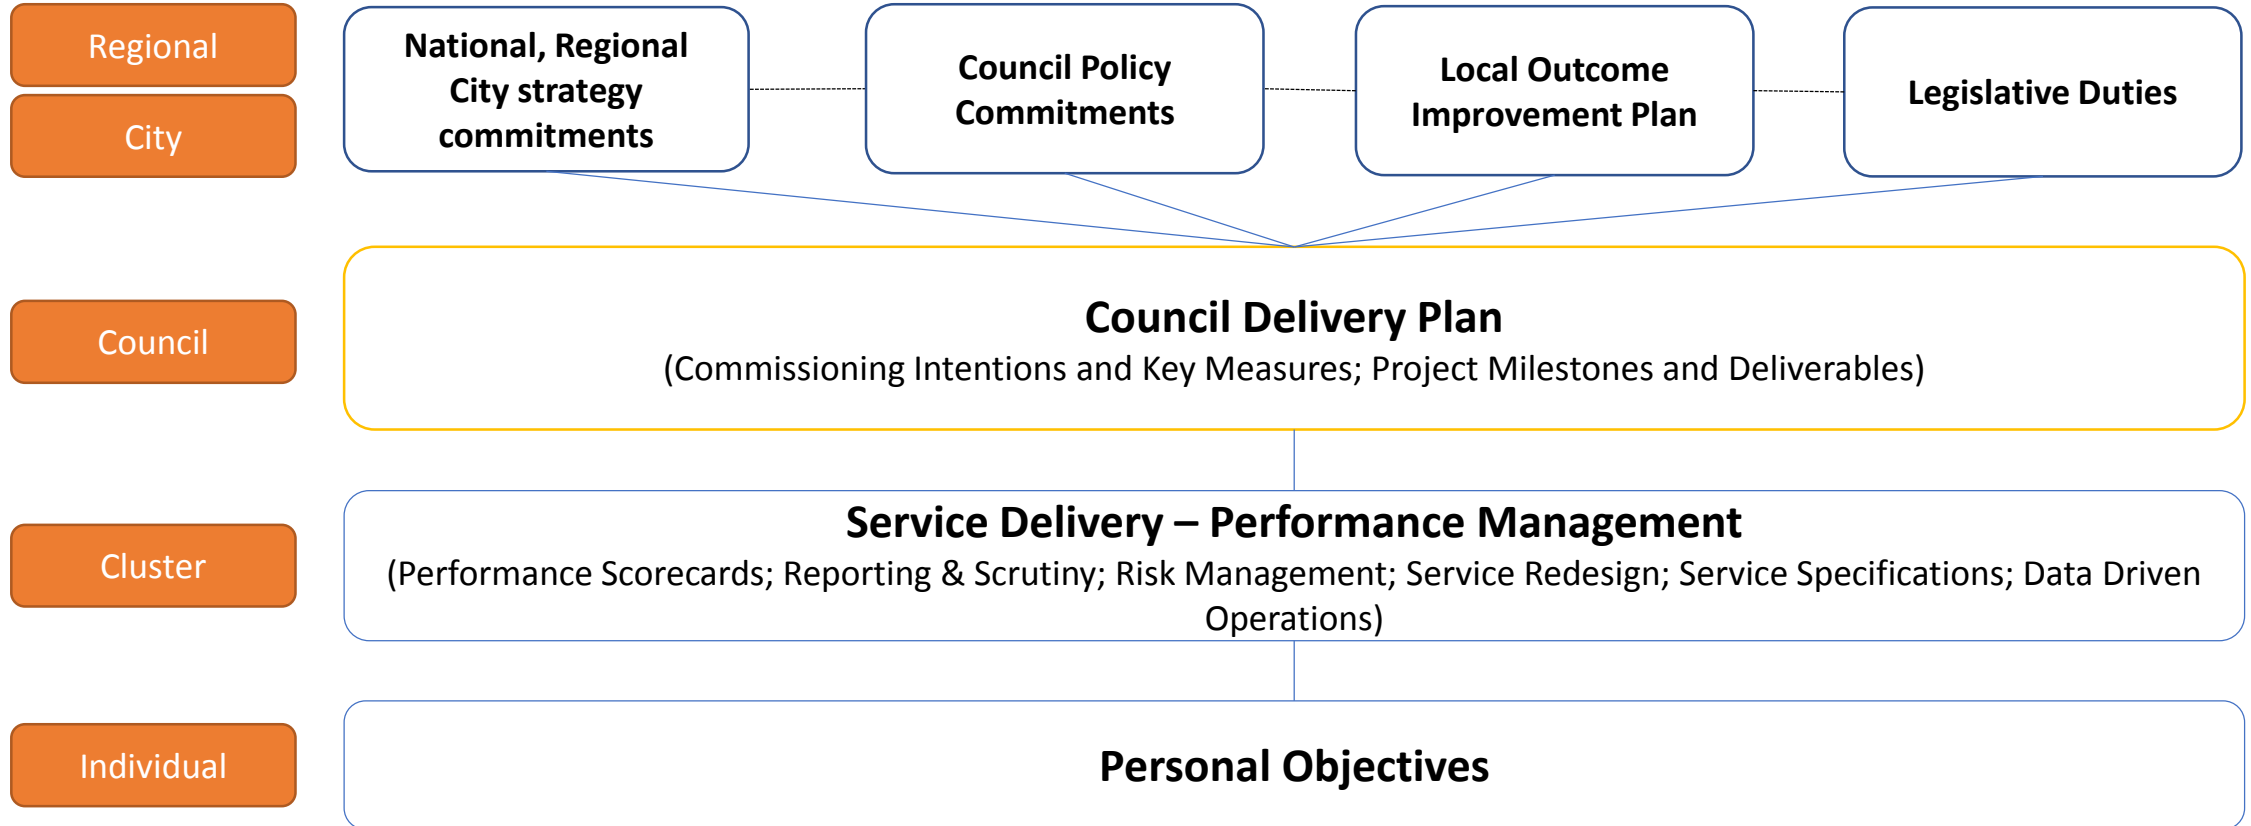 Regional
City
National, Regional
City strategy
commitments
Council Policy
Commitments
Local Outcome
Improvement Plan
Legislative Duties
Council
Council Delivery Plan
(Commissioning Intentions and Key Measures; Project Milestones and Deliverables)
Cluster
Service Delivery – Performance Management
(Performance Scorecards; Reporting & Scrutiny; Risk Management; Service Redesign; Service Specifications; Data Driven
Operations)
Individual
Personal Objectives